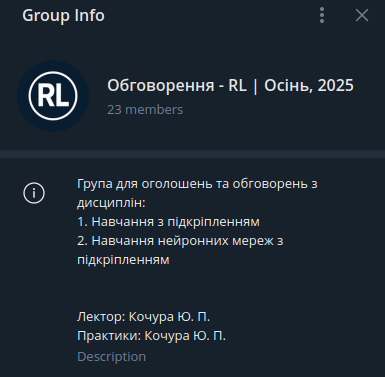 Group Info
RL
Обговорення - RL | Осінь, 2025
23 members
Група для оголошень та обговорень з
дисциплін:
1. Навчання з підкріпленням
2. Навчання нейронних мереж з
підкріпленням
Лектор: Кочура Ю. П.
Практики: Кочура Ю. П.
Description